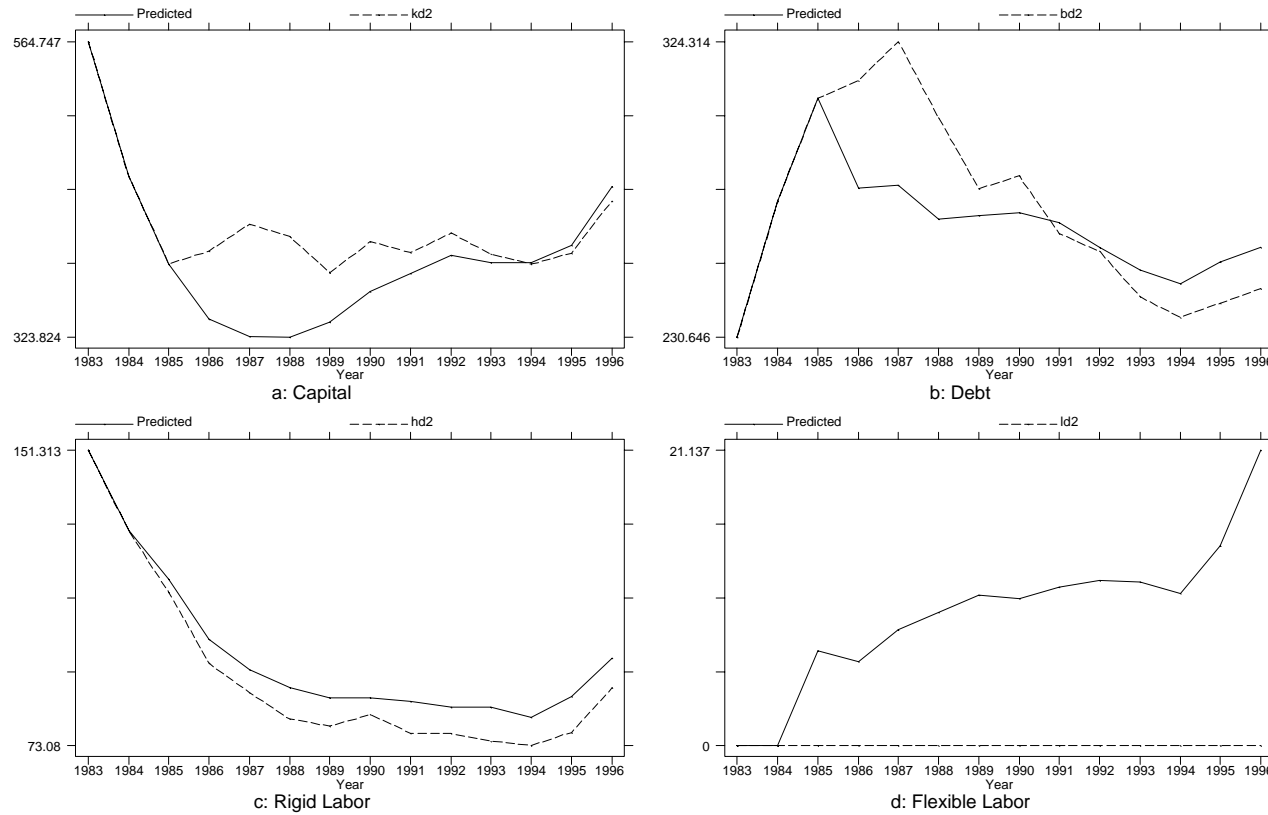 Predicted kd2
564.747
323.824
1983 1984 1985 1986 1987 1988 1989 1990 1991 1992 1993 1994 1995 1996
Year
a: Capital
Predicted bd2
324.314
230.646
1983 1984 1985 1986 1987 1988 1989 1990 1991 1992 1993 1994 1995 1996
Year
b: Debt
Predicted hd2
151.313
73.08
1983 1984 1985 1986 1987 1988 1989 1990 1991 1992 1993 1994 1995 1996
Year
c: Rigid Labor
Predicted ld2
21.137
0
1983 1984 1985 1986 1987 1988 1989 1990 1991 1992 1993 1994 1995 1996
Year
d: Flexible Labor